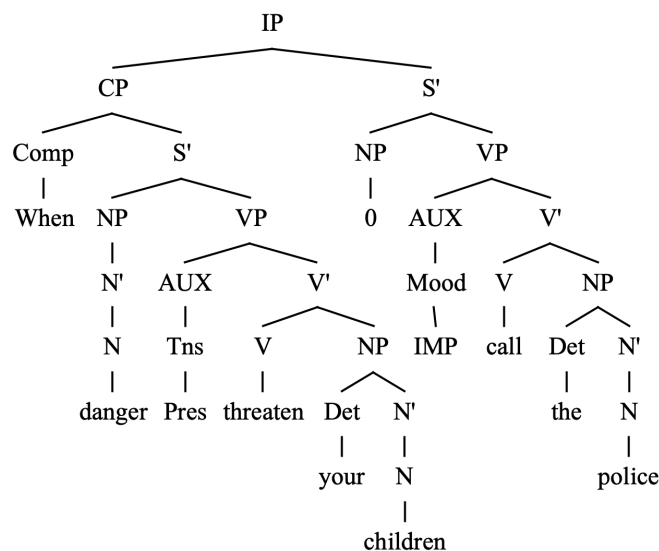 IP
CP S'
Comp S' NP VP
When NP VP 0 AUX V'
N' AUX V' Mood V NP
N Tns V NP IMP call Det N'
danger Pres threaten Det N' the N
your N police
children